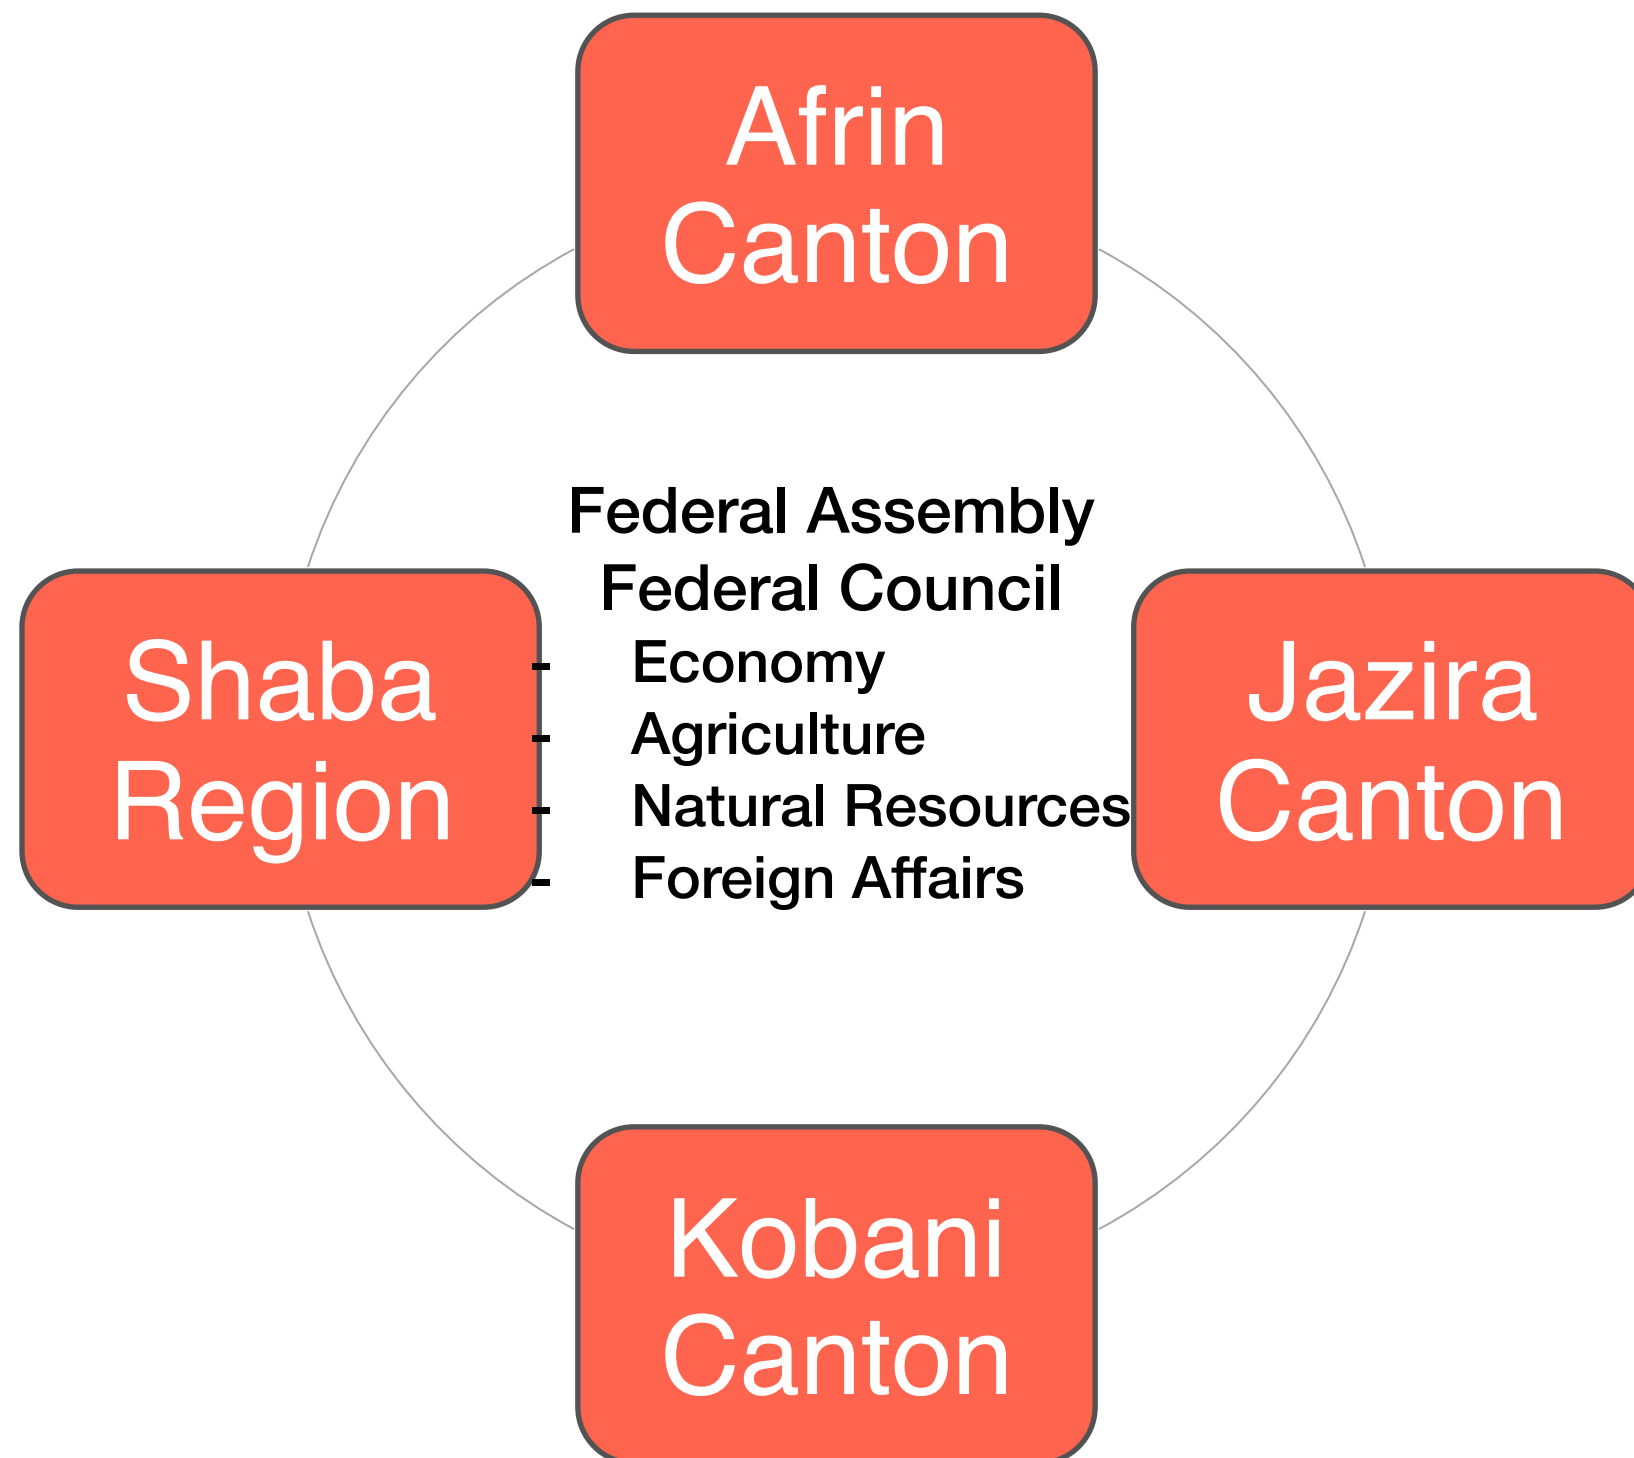 Afrin
Canton
Federal Assembly
Federal Council
- Economy
- Agriculture
- Natural Resources
- Foreign Affairs
Shaba
Region
Jazira
Canton
Kobani
Canton